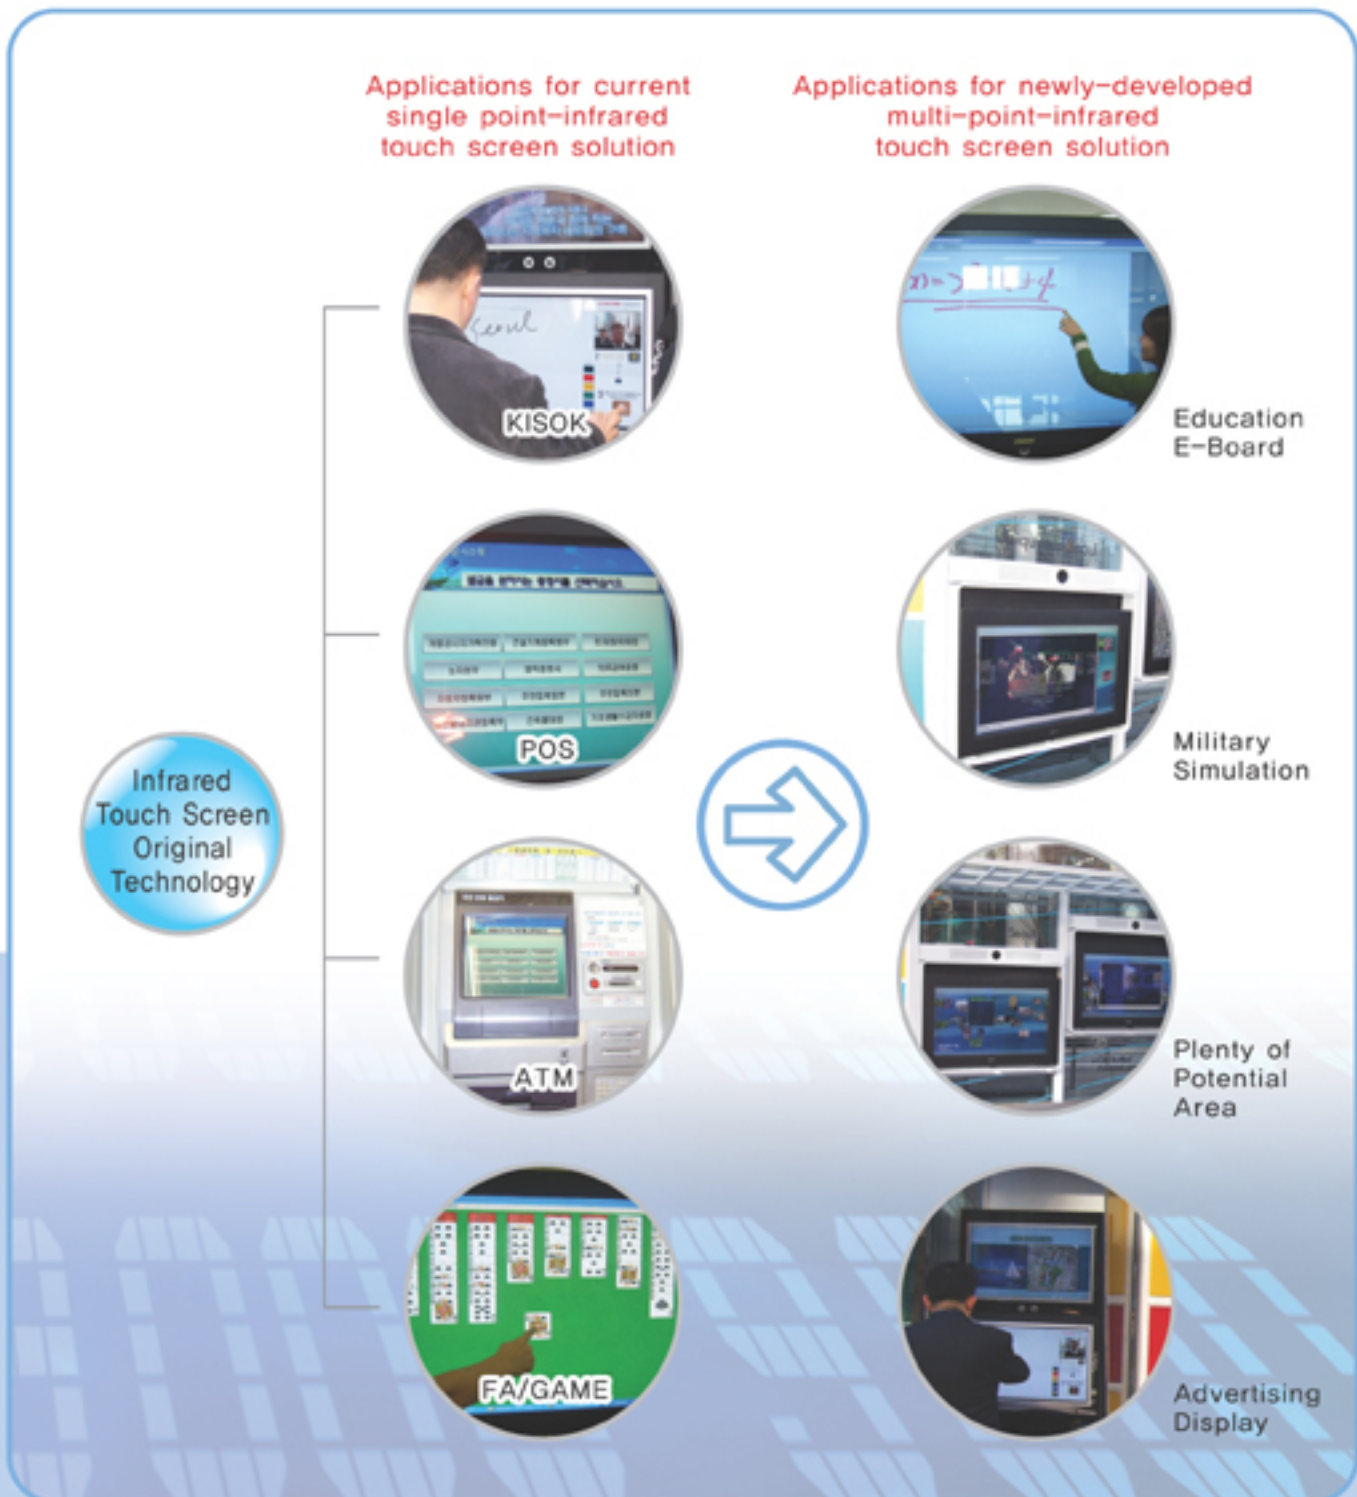 Applications for current
single point-infrared
touch screen solution
Applications for newly-developed
multi-point-infrared
touch screen solution
Seoul
KISOK
Education
E-Board
POS
Military
Simulation
Infrared
Touch Screen
Original
Technology
ATM
Plenty of
Potential
Area
FA/GAME
Advertising
Display